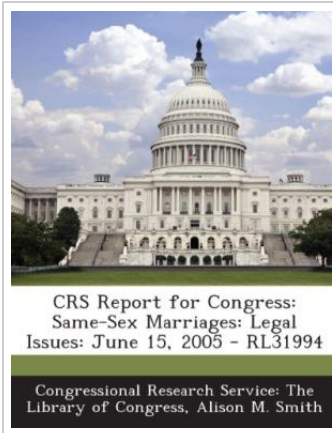 CRS Report for Congress:
Same-Sex Marriages: Legal
Issues: June 15, 2005 - RL31994
Congressional Research Service: The
Library of Congress, Alison M. Smith